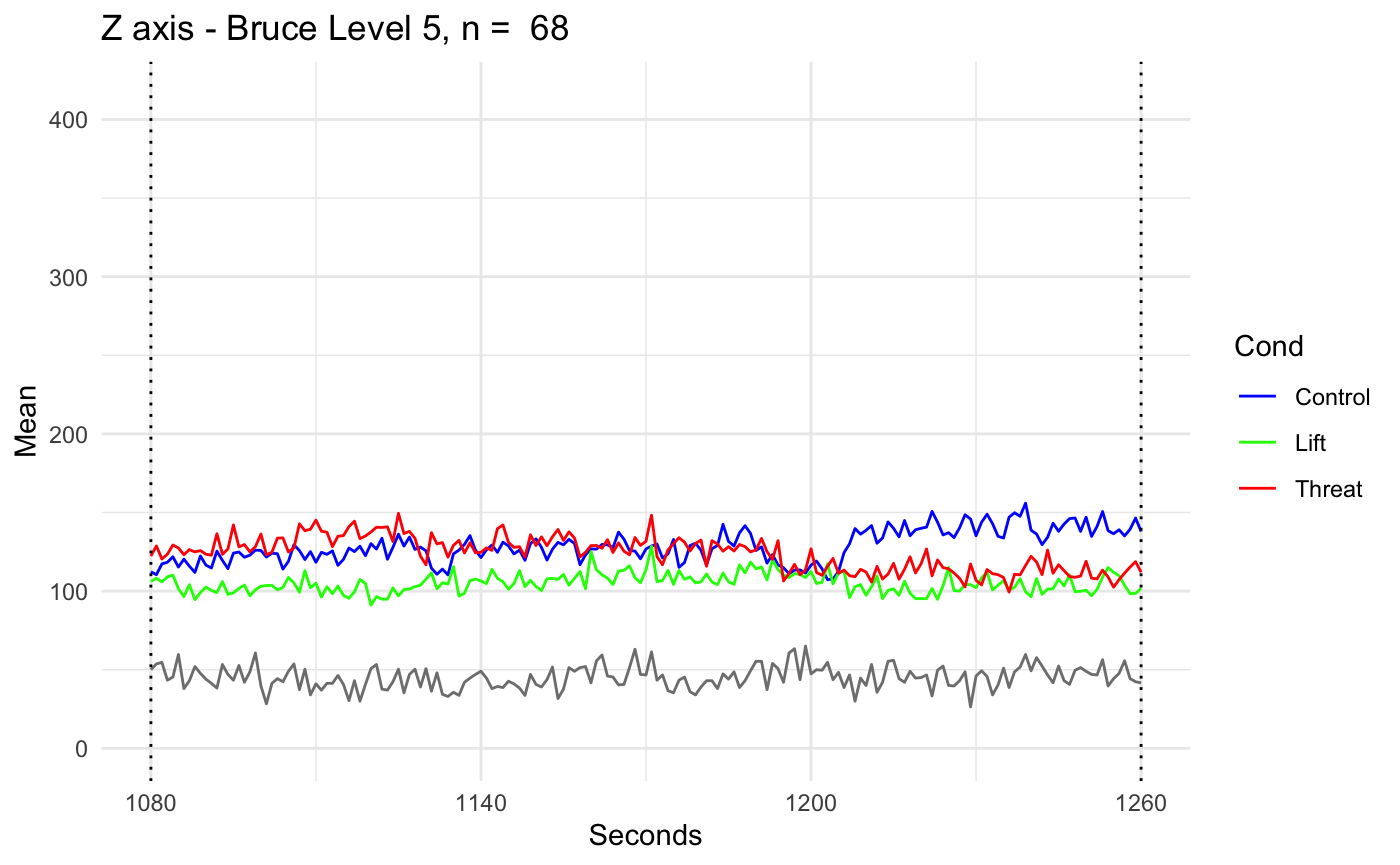 Z axis - Bruce Level 5, n =  68
400
300
200
100
0
Mean
1080
1140
1200
1260
Seconds
Cond
Control
Lift
Threat